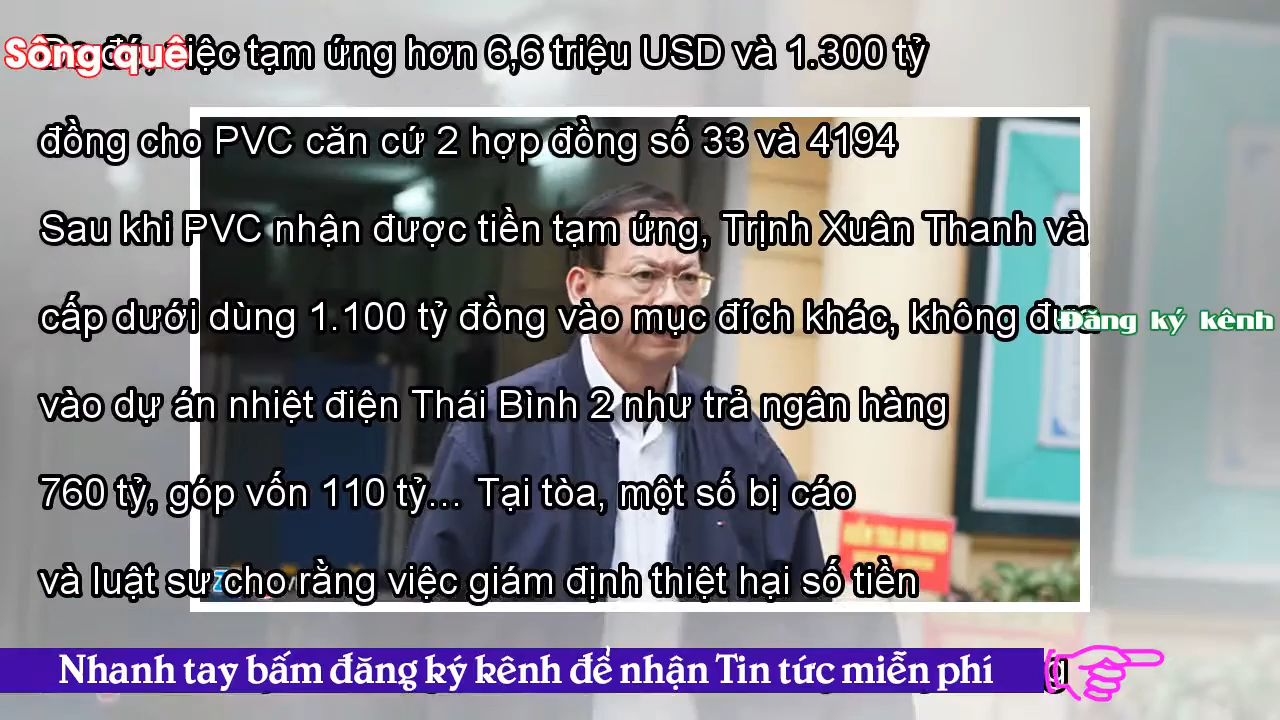 Sông quê
việc tạm ứng hơn 6,6 triệu USD và 1.300 tỷ
đồng cho PVC căn cứ 2 hợp đồng số 33 và 4194
Sau khi PVC nhận được tiền tạm ứng, Trịnh Xuân Thanh và
cấp dưới dùng 1.100 tỷ đồng vào mục đích khác, không
Đăng ký kênh
vào dự án nhiệt điện Thái Bình 2 như trả ngân hàng
760 tỷ, góp vốn 110 tỷ... Tại tòa, một số bị cáo
và luật sư cho rằng việc giám định thiệt hại số tiền
Nhanh tay bấm đăng ký kênh để nhận Tin tức miễn phí